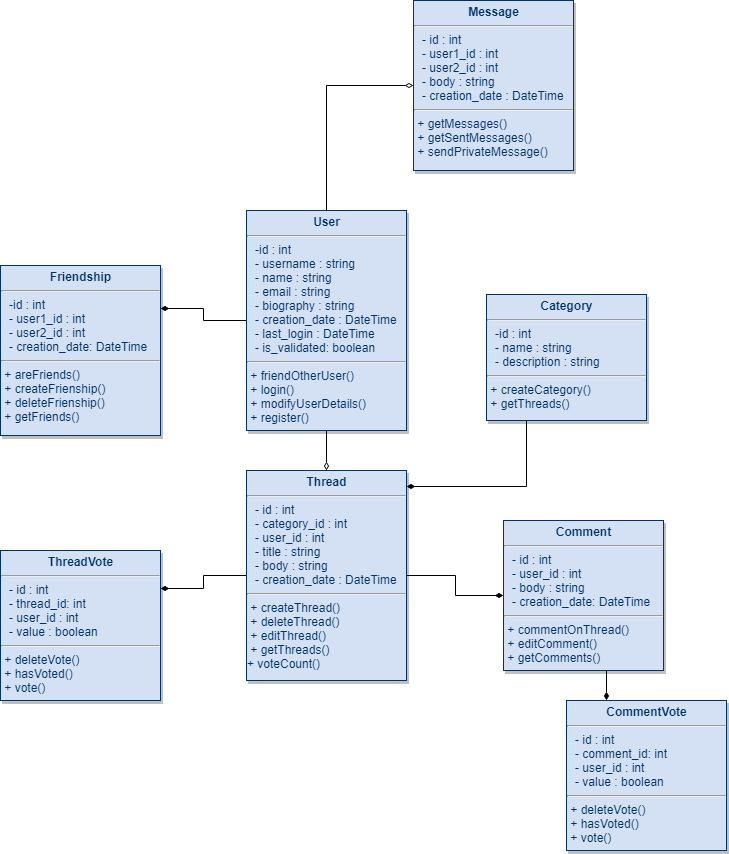 Message
- id : int
- user1_id : int
- user2_id : int
- body : string
- creation_date : DateTime
+ getMessages()
+ getSentMessages()
+ sendPrivateMessage()
User
-id : int
- username : string
- name : string
- email : string
- biography : string
- creation_date : DateTime
- last_login : DateTime
- is_validated: boolean
+ friendOtherUser()
+ login()
+ modifyUserDetails()
+ register()
Friendship
-id : int
- user1_id : int
- user2_id : int
- creation_date: DateTime
+ areFriends()
+ createFrienship()
+ deleteFrienship()
+ getFriends()
Category
-id : int
- name : string
- description : string
+ createCategory()
+ getThreads()
Thread
- id : int
- category_id : int
- user_id : int
- title : string
- body : string
- creation_date : DateTime
+ createThread()
+ deleteThread()
+ editThread()
+ getThreads()
+ voteCount()
ThreadVote
- id : int
- thread_id: int
- user_id : int
- value : boolean
+ deleteVote()
+ hasVoted()
+ vote()
Comment
- id : int
- user_id : int
- body : string
- creation_date: DateTime
+ commentOnThread()
+ editComment()
+ getComments()
CommentVote
- id : int
- comment_id: int
- user_id : int
- value : boolean
+ deleteVote()
+ hasVoted()
+ vote()